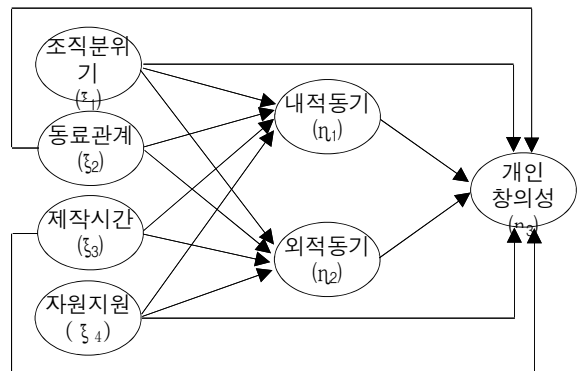 조직분위
기
(ξ1)
동료관계
(ξ2)
제작시간
(ξ3)
자원지원
( ξ 4)
내적동기
(η1)
외적동기
(η2)
개인
창의성
(η3)